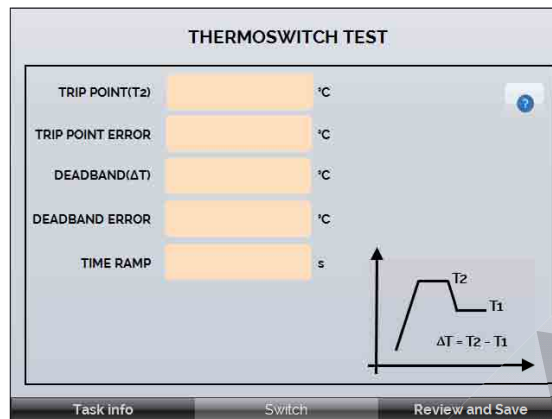 THERMOSWITCH TEST
TRIP POINT(T2) °C
?
TRIP POINT ERROR °C
DEADBAND(ΔT) °C
DEADBAND ERROR °C
TIME RAMP s
T2
T1
ΔT = T2 - T1
Task info Switch Review and Save